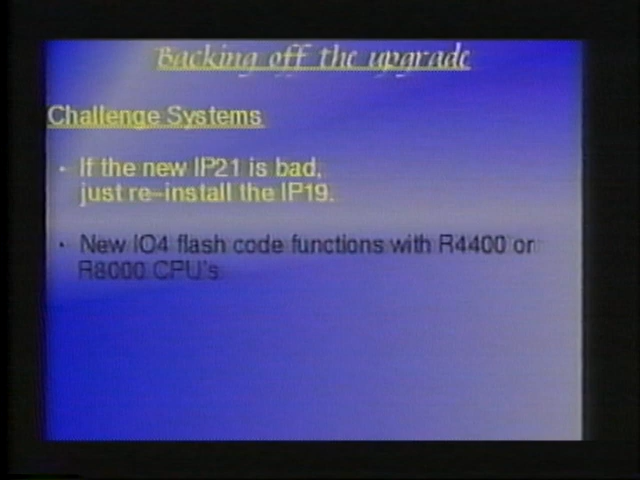 Backing off the upgrade
Challenge Systems
· If the new IP21 is bad,
just re-install the IP19.
· New IO4 flash code functions with R4400 or
R8000 CPU's